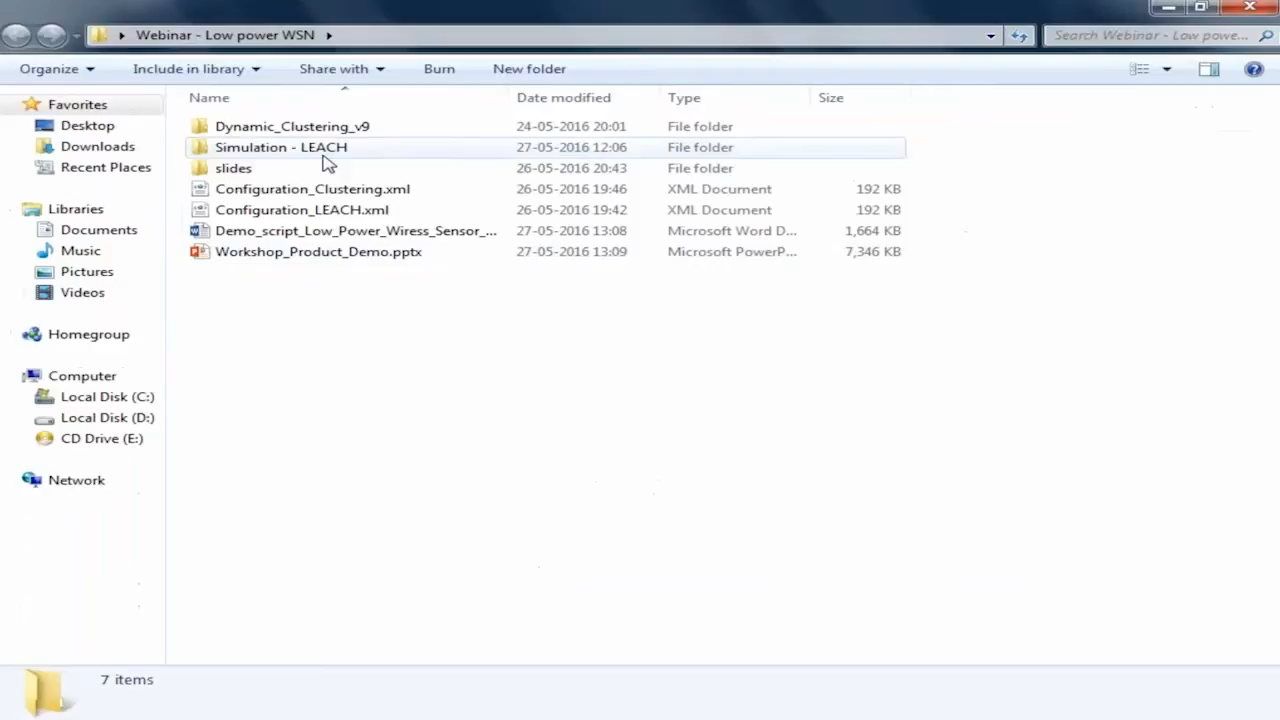 Webinar - Low power WSN
Search Webinar - Low powe...
Organize Include in library Share with Burn New folder
Name Date modified Type Size
Favorites
Desktop
Downloads
Recent Places
Libraries
Documents
Music
Pictures
Videos
Homegroup
Computer
Local Disk (C:)
Local Disk (D:)
CD Drive (E:)
Network
Dynamic_Clustering_v9 24-05-2016 20:01 File folder
Simulation - LEACH 27-05-2016 12:06 File folder
slides 26-05-2016 20:43 File folder
Configuration_Clustering.xml 26-05-2016 19:46 XML Document 192 KB
Configuration_LEACH.xml 26-05-2016 19:42 XML Document 192 KB
Demo_script_Low_Power_Wiress_Sensor_... 27-05-2016 13:08 Microsoft Word D... 1,664 KB
Workshop_Product_Demo.pptx 27-05-2016 13:09 Microsoft PowerP... 7,346 KB
7 items